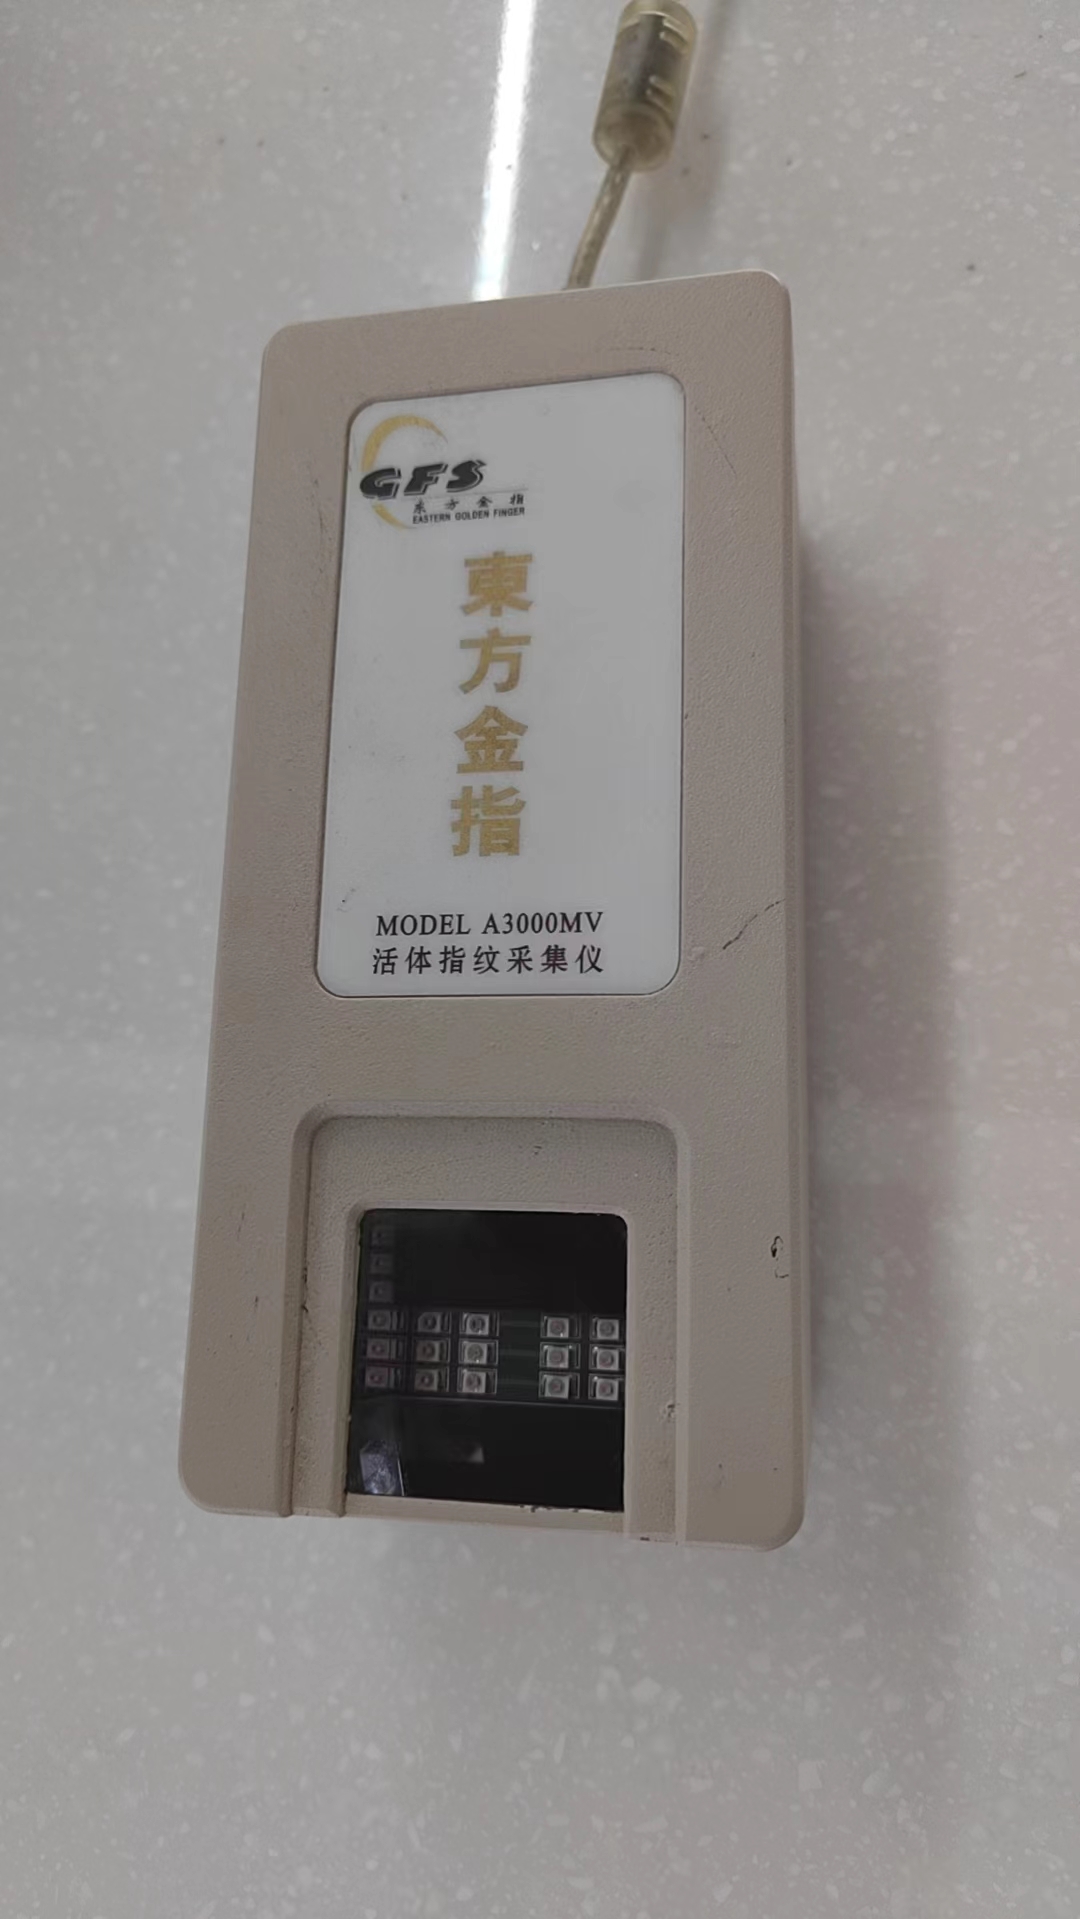 GFS
东方金指
EASTERN GOLDEN FINGER
東
方
金
指
MODEL A3000MV
活体指纹采集仪